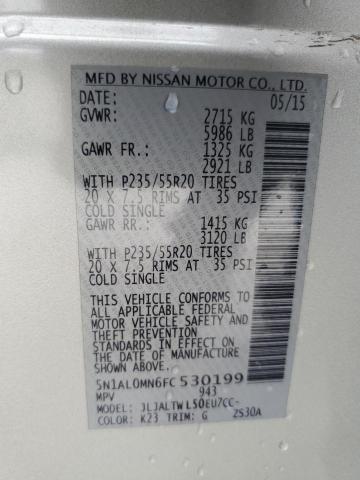 MFD BY NISSAN MOTOR CO., LTD.
DATE: 05/15
GVWR: 2715 KG
5986 LB
GAWR FR.: 1325 KG
2921 LB
WITH P235/55R20 TIRES
20 X 7.5 RIMS AT 35 PSI
COLD SINGLE
GAWR RR.: 1415 KG
3120 LB
WITH P235/55R20 TIRES
20 X 7.5 RIMS AT 35 PSI
COLD SINGLE
THIS VEHICLE CONFORMS TO
ALL APPLICABLE FEDERAL
MOTOR VEHICLE SAFETY
AND THEFT PREVENTION
STANDARDS IN EFFECT ON
THE DATE OF MANUFACTURE
SHOWN ABOVE.
5N1AL0MN6FC530199
MPV 943
MODEL: JLJALTWL50EU7CC-
COLOR: K23 TRIM: G ZS30A